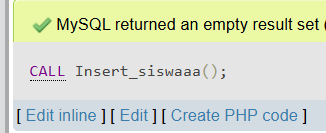 MySQL returned an empty result set (
CALL Insert_siswaaa();
[ Edit inline ] [ Edit ] [ Create PHP code ]